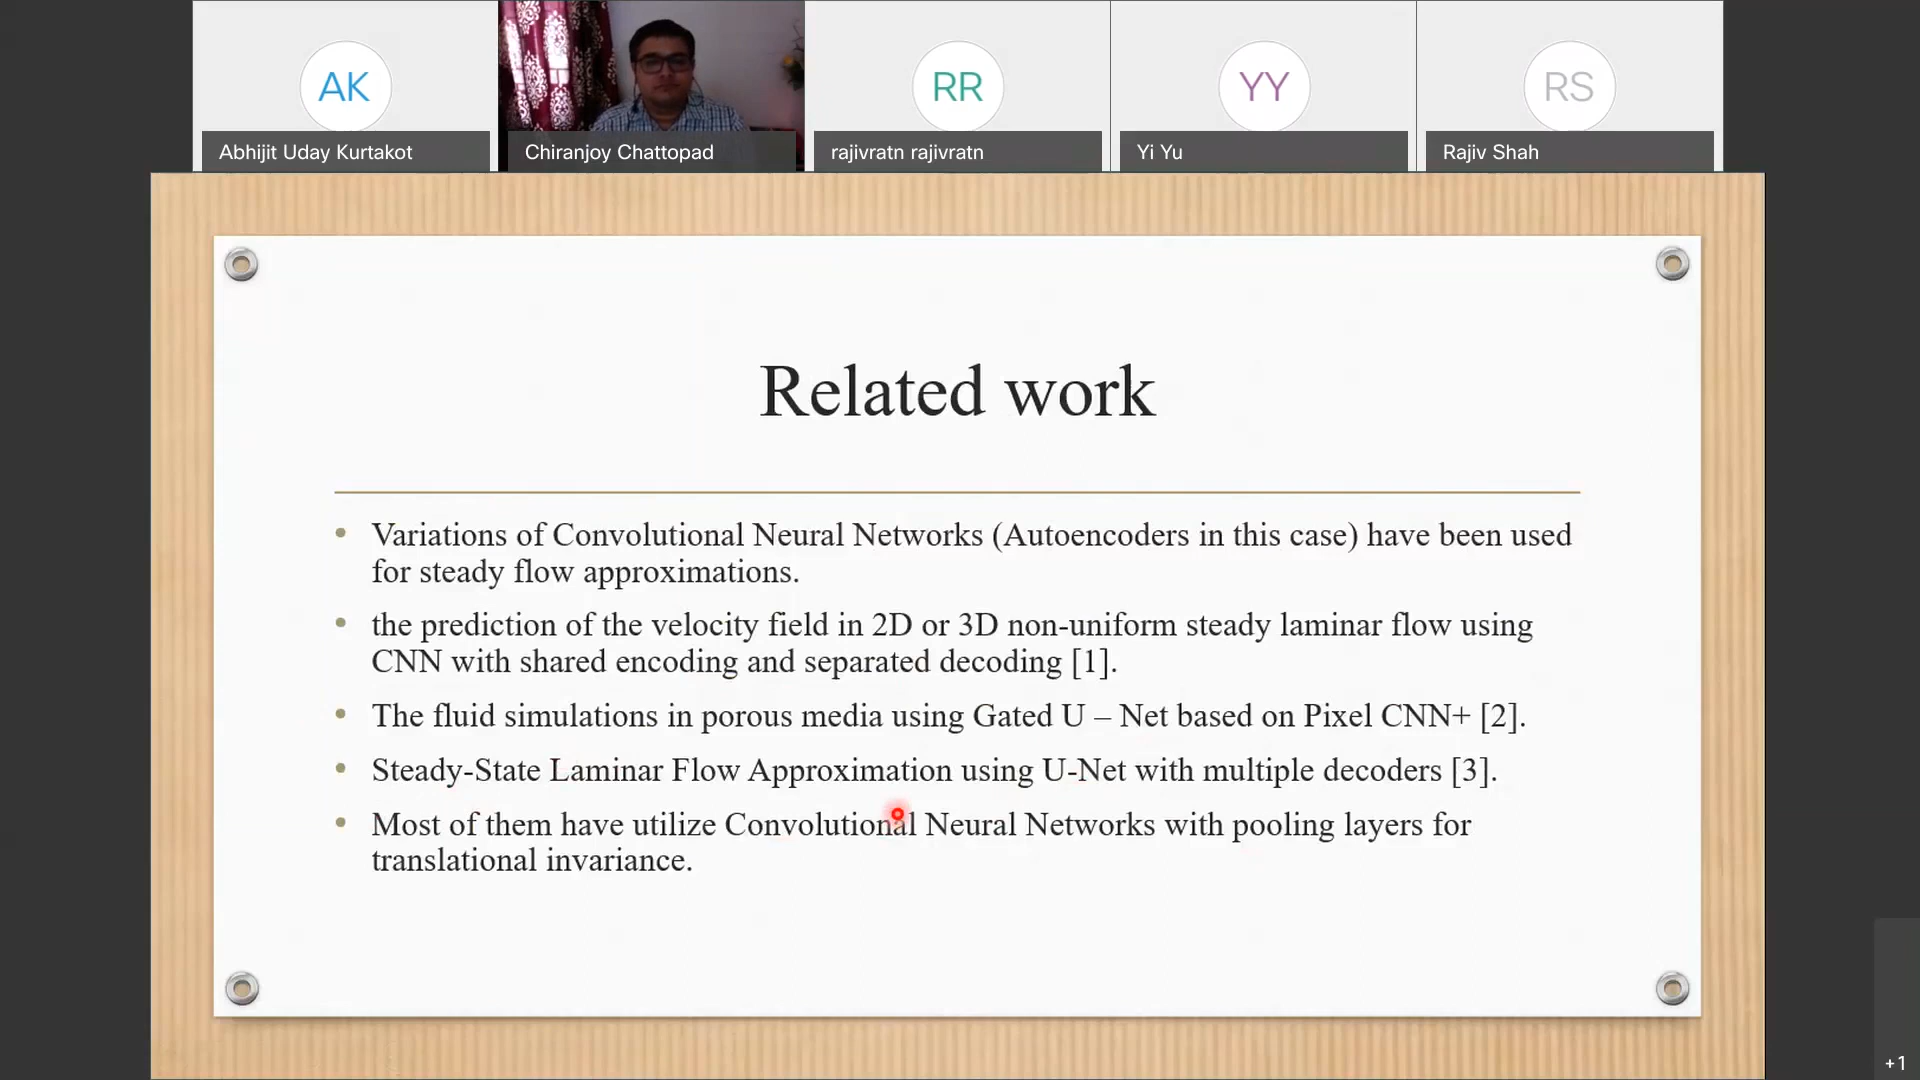 AK
RR
YY
RS
Abhijit Uday Kurtakot
Chiranjoy Chattopad
rajivratn rajivratn
Yi Yu
Rajiv Shah
Related work
• Variations of Convolutional Neural Networks (Autoencoders in this case) have been used
for steady flow approximations.
• the prediction of the velocity field in 2D or 3D non-uniform steady laminar flow using
CNN with shared encoding and separated decoding [1].
• The fluid simulations in porous media using Gated U – Net based on Pixel CNN+ [2].
• Steady-State Laminar Flow Approximation using U-Net with multiple decoders [3].
• Most of them have utilize Convolutional Neural Networks with pooling layers for
translational invariance.
+1